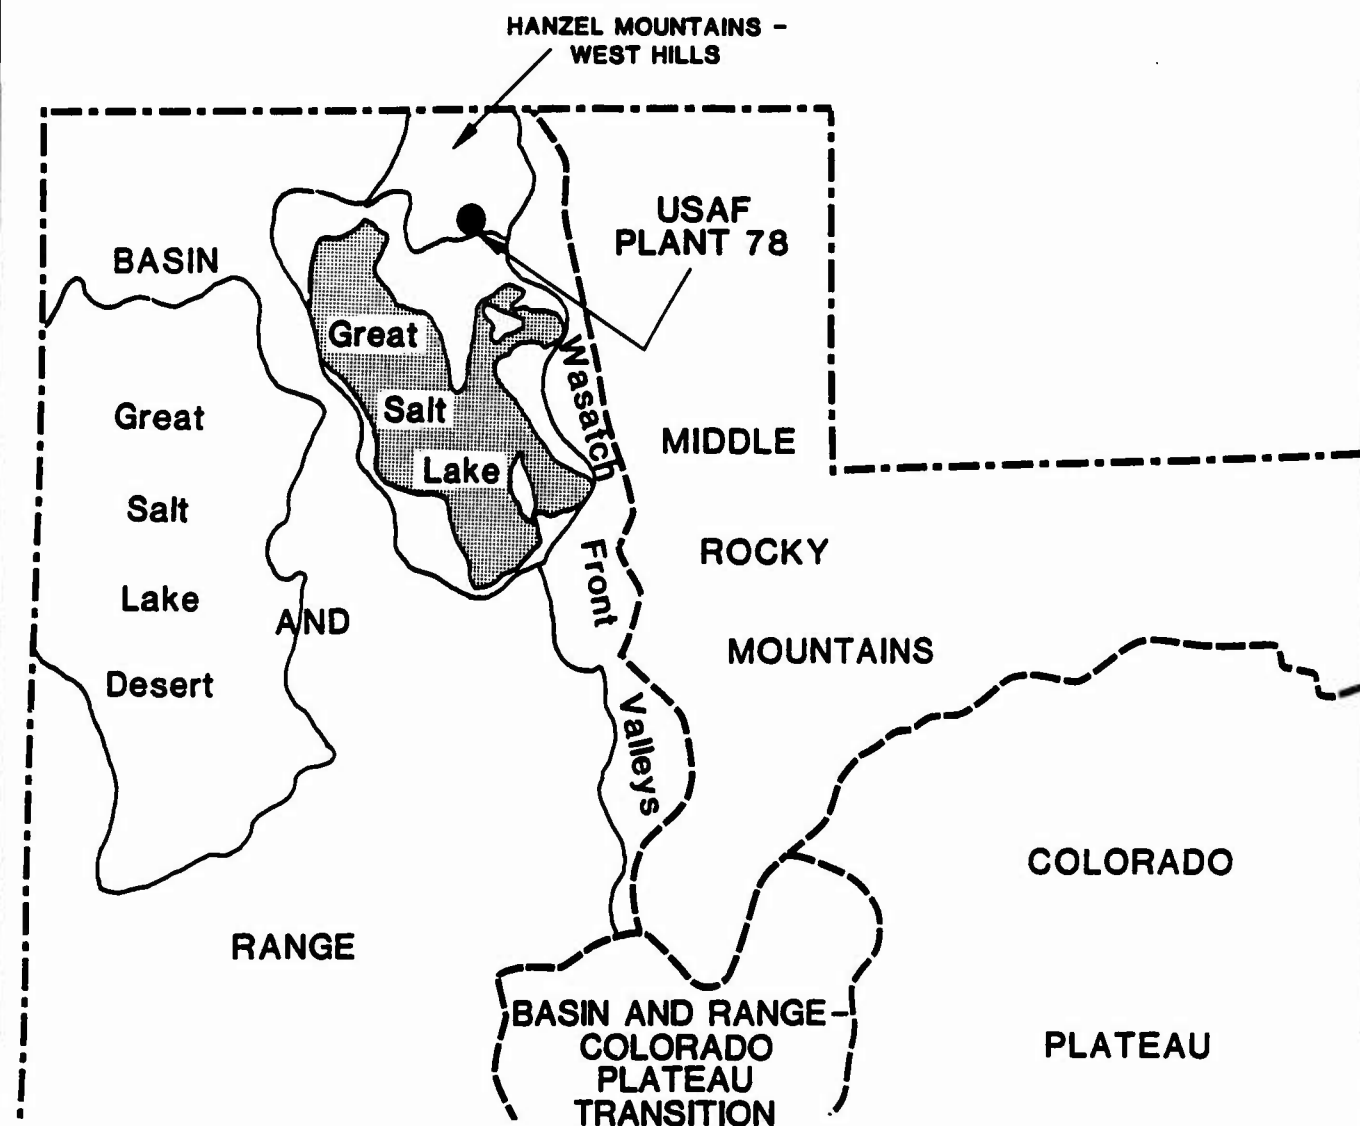 HANZEL MOUNTAINS -
WEST HILLS
USAF
PLANT 78
BASIN
Great
Salt
Lake
Wasatch
Front
Valleys
Great
Salt
Lake
Desert
AND
RANGE
MIDDLE
ROCKY
MOUNTAINS
COLORADO
PLATEAU
BASIN AND RANGE-
COLORADO
PLATEAU
TRANSITION